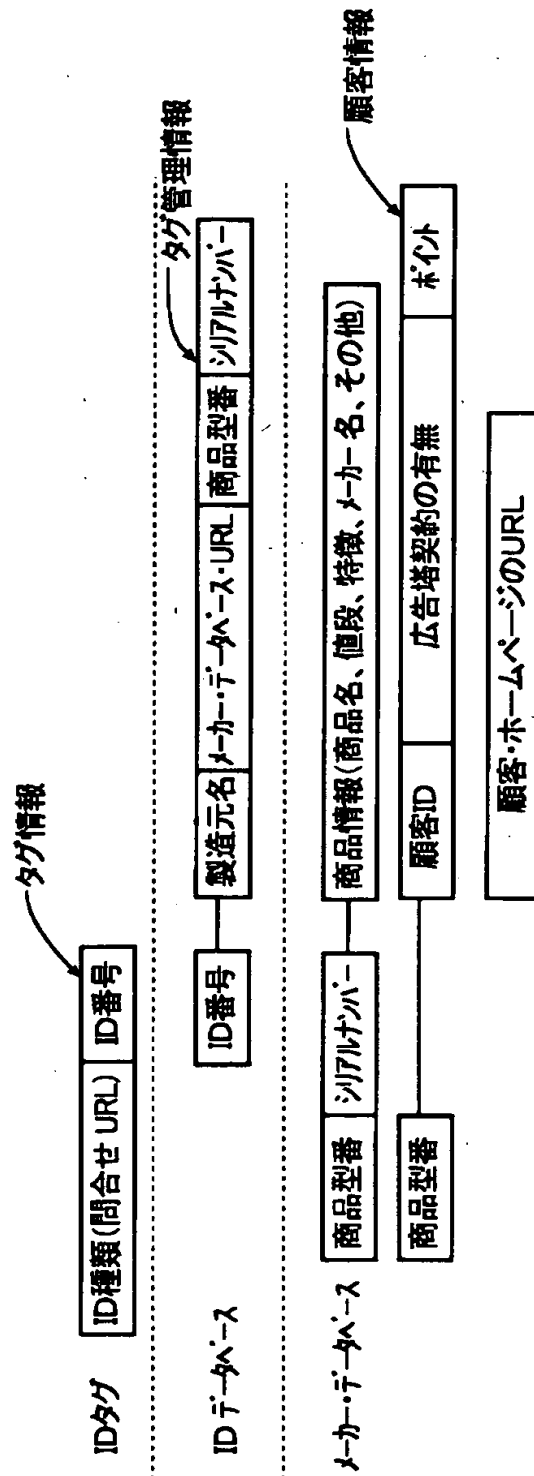 タグ情報
IDタグ
ID種類(問合せ URL) ID番号
タグ管理情報
IDデータベース
ID番号 製造元名 メーカー・データベース・URL 商品型番 シリアルナンバー
メーカー・データベース
商品型番 シリアルナンバー 商品情報(商品名、値段、特徴、メーカー名、その他)
顧客情報
商品型番 顧客ID 広告塔契約の有無 ポイント
顧客・ホームページのURL